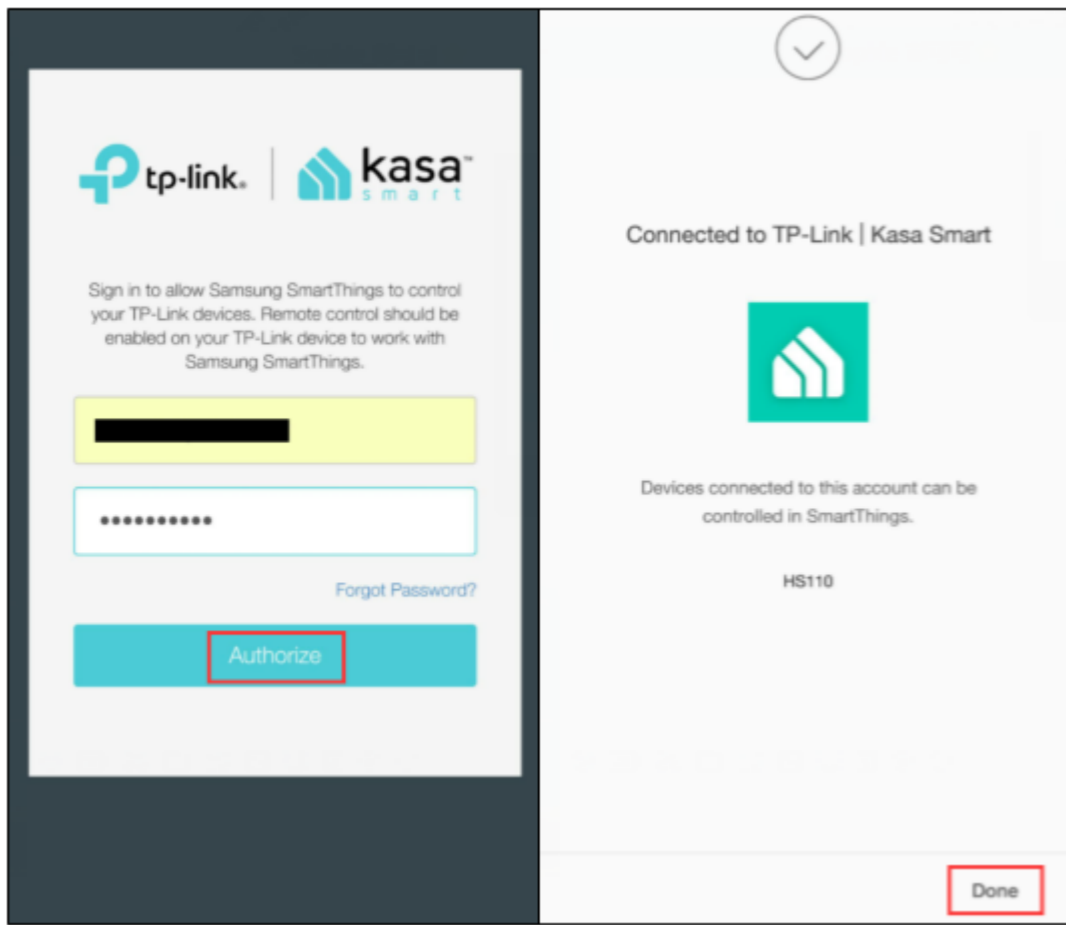 tp-link.
kasa™
smart
Sign in to allow Samsung SmartThings to control
your TP-Link devices. Remote control should be
enabled on your TP-Link device to work with
Samsung SmartThings.
••••••••••
Forgot Password?
Authorize
Connected to TP-Link | Kasa Smart
Devices connected to this account can be
controlled in SmartThings.
HS110
Done